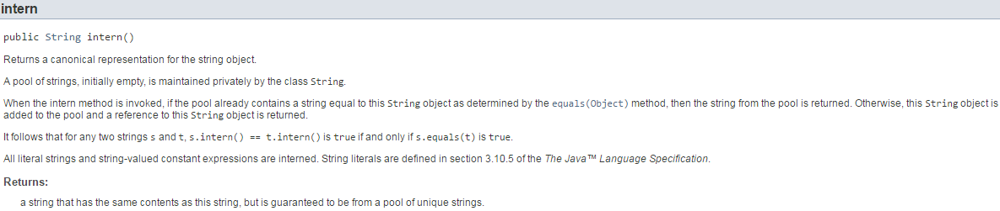 intern
public String intern()
Returns a canonical representation for the string object.
A pool of strings, initially empty, is maintained privately by the class String.
When the intern method is invoked, if the pool already contains a string equal to this String object as determined by the equals(Object) method, then the string from the pool is returned. Otherwise, this String object is
added to the pool and a reference to this String object is returned.
It follows that for any two strings s and t, s.intern() == t.intern() is true if and only if s.equals(t) is true.
All literal strings and string-valued constant expressions are interned. String literals are defined in section 3.10.5 of the The Java™ Language Specification.
Returns:
a string that has the same contents as this string, but is guaranteed to be from a pool of unique strings.